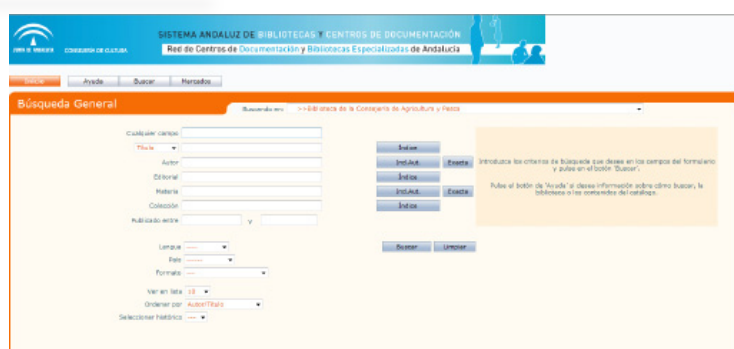 SISTEMA ANDALUZ DE BIBLIOTECAS Y CENTROS DE DOCUMENTACIÓN
Red de Centros de Documentación y Bibliotecas Especializadas de Andalucía
JUNTA DE ANDALUCIA CONSEJERÍA DE CULTURA
Inicio Ayuda Buscar Marcados
Búsqueda General
Buscando en: >>Biblioteca de la Consejería de Agricultura y Pesca
Cualquier campo
Título Índice
Autor Ind.Aut. Exacta
Editorial Índice
Materia Ind.Aut. Exacta
Colección Índice
Publicado entre y
Introduzca los criterios de búsqueda que desee en los campos del formulario
y pulse en el botón 'Buscar'.
Pulse el botón de 'Ayuda' si desea información sobre cómo buscar, la
biblioteca o los contenidos del catálogo.
Lengua ----
País -----
Formato ---
Buscar Limpiar
Ver en lista 10
Ordenar por Autor/Título
Seleccionar histórico ---